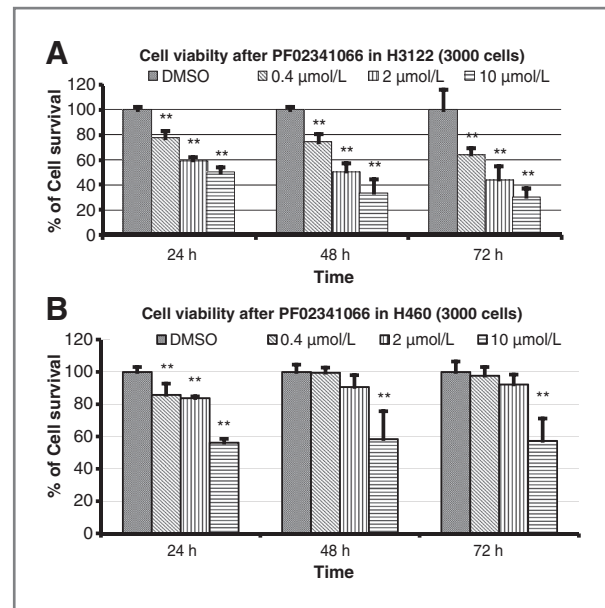 A
Cell viabilty after PF02341066 in H3122 (3000 cells)
DMSO 0.4 μmol/L 2 μmol/L 10 μmol/L
120
100
80
60
40
20
0
% of Cell survival
** ** **
** ** **
** ** **
24 h 48 h 72 h
Time
B
Cell viability after PF02341066 in H460 (3000 cells)
DMSO 0.4 μmol/L 2 μmol/L 10 μmol/L
120
100
80
60
40
20
0
% of Cell survival
** ** **
**
**
24 h 48 h 72 h
Time